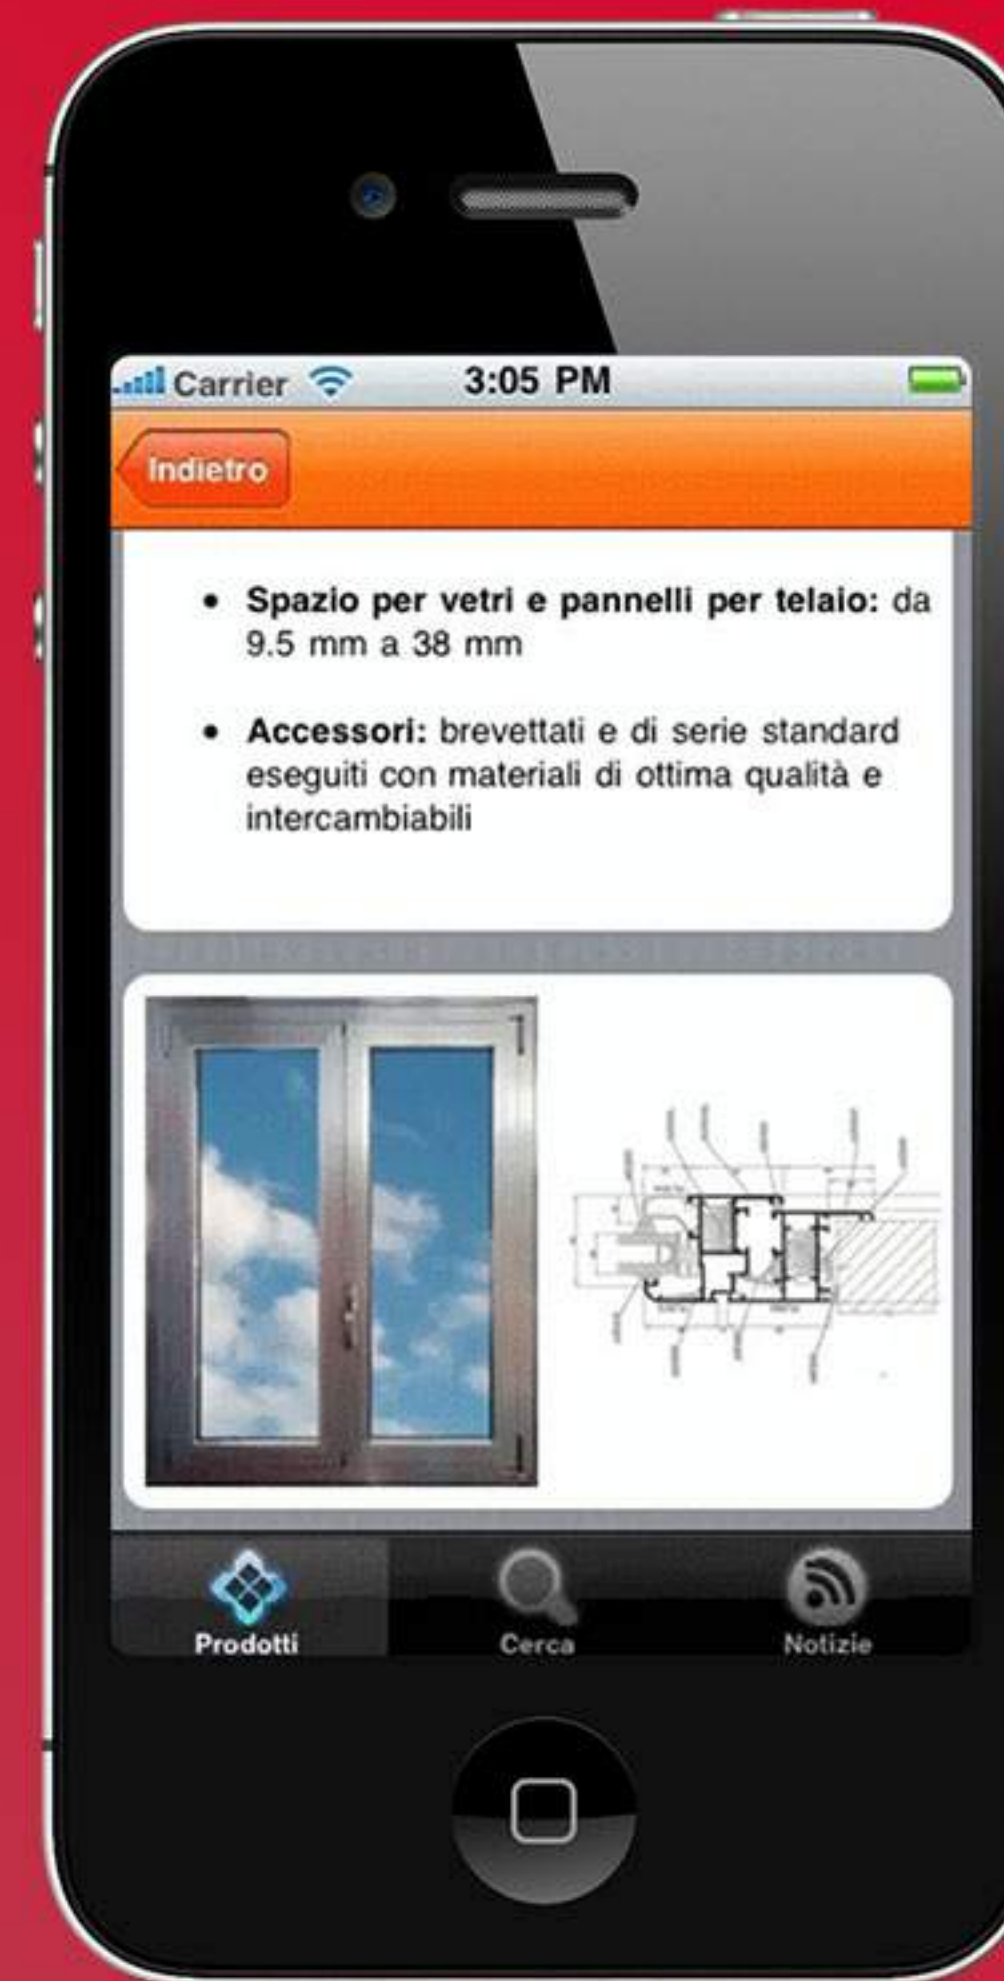 Carrier 3:05 PM
Indietro
• Spazio per vetri e pannelli per telaio: da
9.5 mm a 38 mm
• Accessori: brevettati e di serie standard
eseguiti con materiali di ottima qualità e
intercambiabili
Prodotti Cerca Notizie